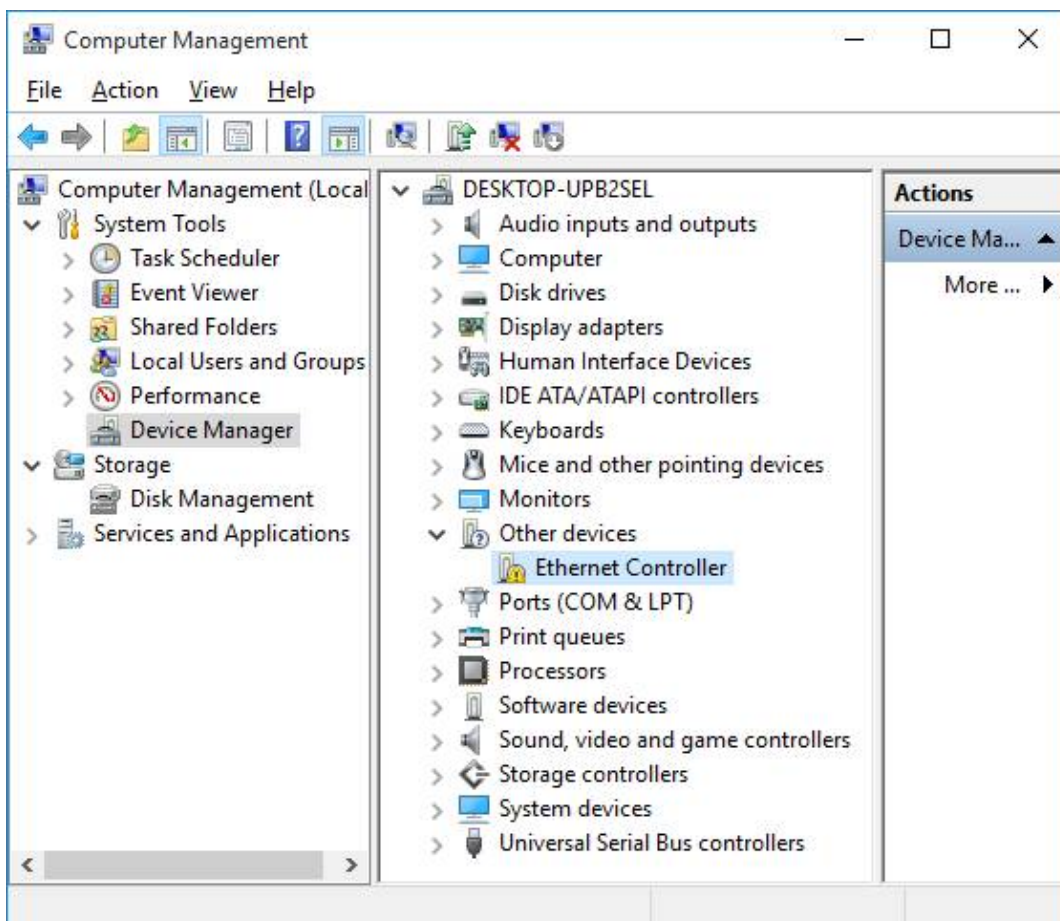 Computer Management
File Action View Help
Computer Management (Local
System Tools
Task Scheduler
Event Viewer
Shared Folders
Local Users and Groups
Performance
Device Manager
Storage
Disk Management
Services and Applications
DESKTOP-UPB2SEL
Audio inputs and outputs
Computer
Disk drives
Display adapters
Human Interface Devices
IDE ATA/ATAPI controllers
Keyboards
Mice and other pointing devices
Monitors
Other devices
Ethernet Controller
Ports (COM & LPT)
Print queues
Processors
Software devices
Sound, video and game controllers
Storage controllers
System devices
Universal Serial Bus controllers
Actions
Device Ma...
More ...